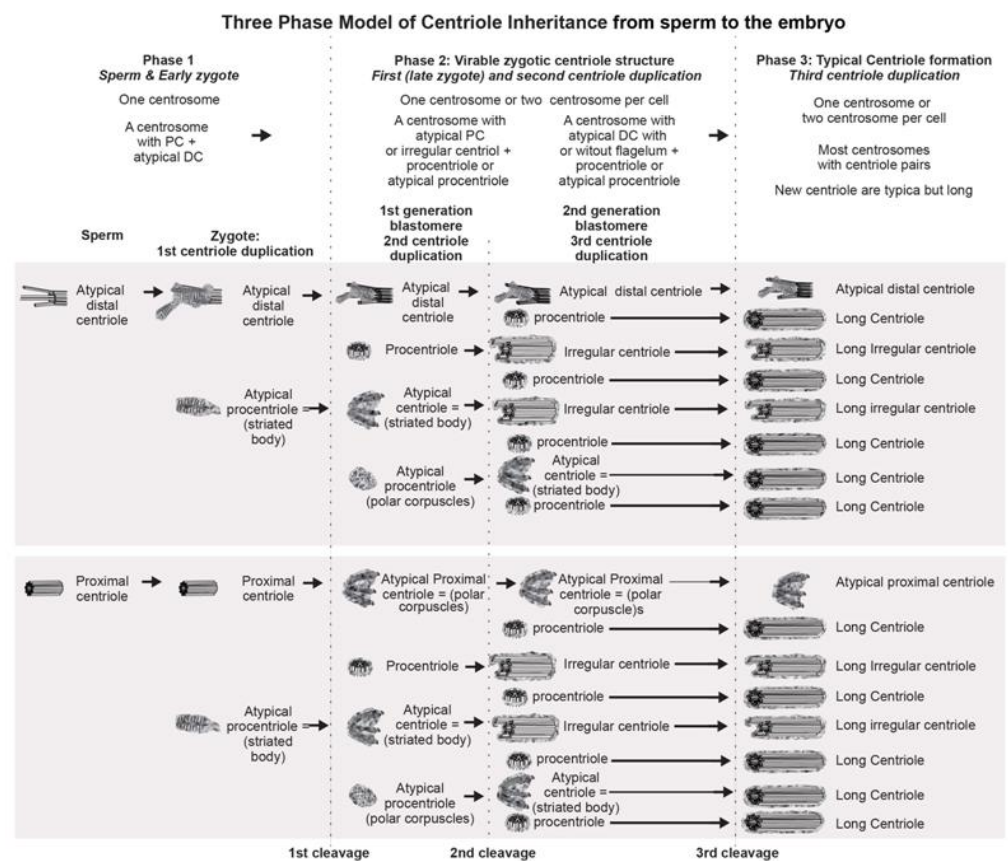 Three Phase Model of Centriole Inheritance from sperm to the embryo
Phase 1
Sperm & Early zygote
One centrosome
A centrosome
with PC +
atypical DC
Phase 2: Virable zygotic centriole structure
First (late zygote) and second centriole duplication
One centrosome or two centrosome per cell
A centrosome with
atypical PC
or irregular centriol +
procentriole or
atypical procentriole
A centrosome with
atypical DC with
or witout flagelum +
procentriole or
atypical procentriole
Phase 3: Typical Centriole formation
Third centriole duplication
One centrosome or
two centrosome per cell
Most centrosomes
with centriole pairs
New centriole are typica but long
Sperm
Zygote:
1st centriole duplication
1st generation
blastomere
2nd centriole
duplication
2nd generation
blastomere
3rd centriole
duplication
Atypical
distal
centriole
Atypical
distal
centriole
Atypical
distal
centriole
Atypical distal centriole
Atypical distal centriole
procentriole
Long Centriole
Procentriole
Irregular centriole
Long Irregular centriole
procentriole
Long Centriole
Atypical
procentriole =
(striated
body)
Atypical
centriole =
(striated body)
Irregular centriole
Long irregular centriole
procentriole
Long Centriole
Atypical
procentriole
(polar corpuscles)
Atypical
centriole=
(striated body)
Long Centriole
procentriole
Long Centriole
Proximal
centriole
Proximal
centriole
Atypical Proximal
centriole = (polar
corpuscles)
Atypical Proximal
centriole = (polar
corpuscle)s
Atypical proximal centriole
procentriole
Long Centriole
Procentriole
Irregular centriole
Long Irregular centriole
procentriole
Long Centriole
Atypical
procentriole =
(striated
body)
Atypical
centriole =
(striated body)
Irregular centriole
Long irregular centriole
procentriole
Long Centriole
Atypical
procentriole
(polar corpuscles)
Atypical
centriole =
(striated body)
Long Centriole
procentriole
Long Centriole
1st cleavage
2nd cleavage
3rd cleavage